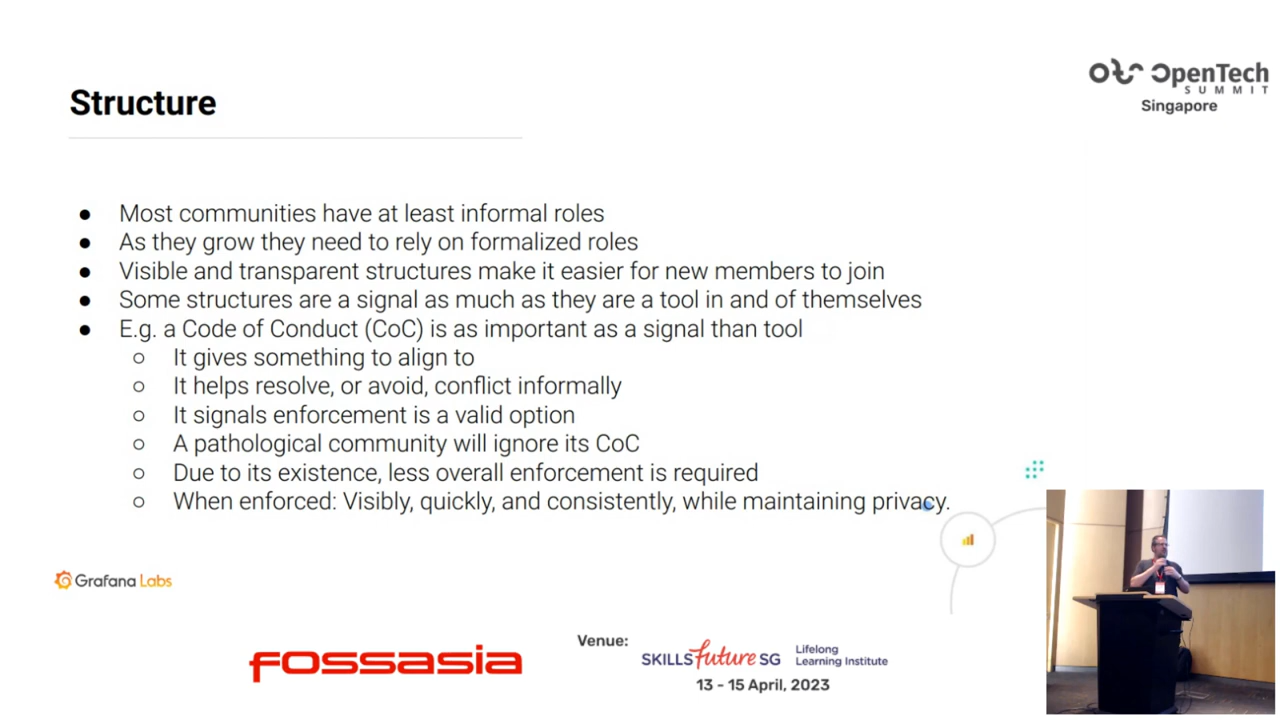 Structure
OpenTech
SUMMIT
Singapore
● Most communities have at least informal roles
● As they grow they need to rely on formalized roles
● Visible and transparent structures make it easier for new members to join
● Some structures are a signal as much as they are a tool in and of themselves
● E.g. a Code of Conduct (CoC) is as important as a signal than tool
○ It gives something to align to
○ It helps resolve, or avoid, conflict informally
○ It signals enforcement is a valid option
○ A pathological community will ignore its CoC
○ Due to its existence, less overall enforcement is required
○ When enforced: Visibly, quickly, and consistently, while maintaining privacy.
Grafana Labs
fossasia
Venue:
SKILLS future SG
Lifelong
Learning Institute
13 - 15 April, 2023